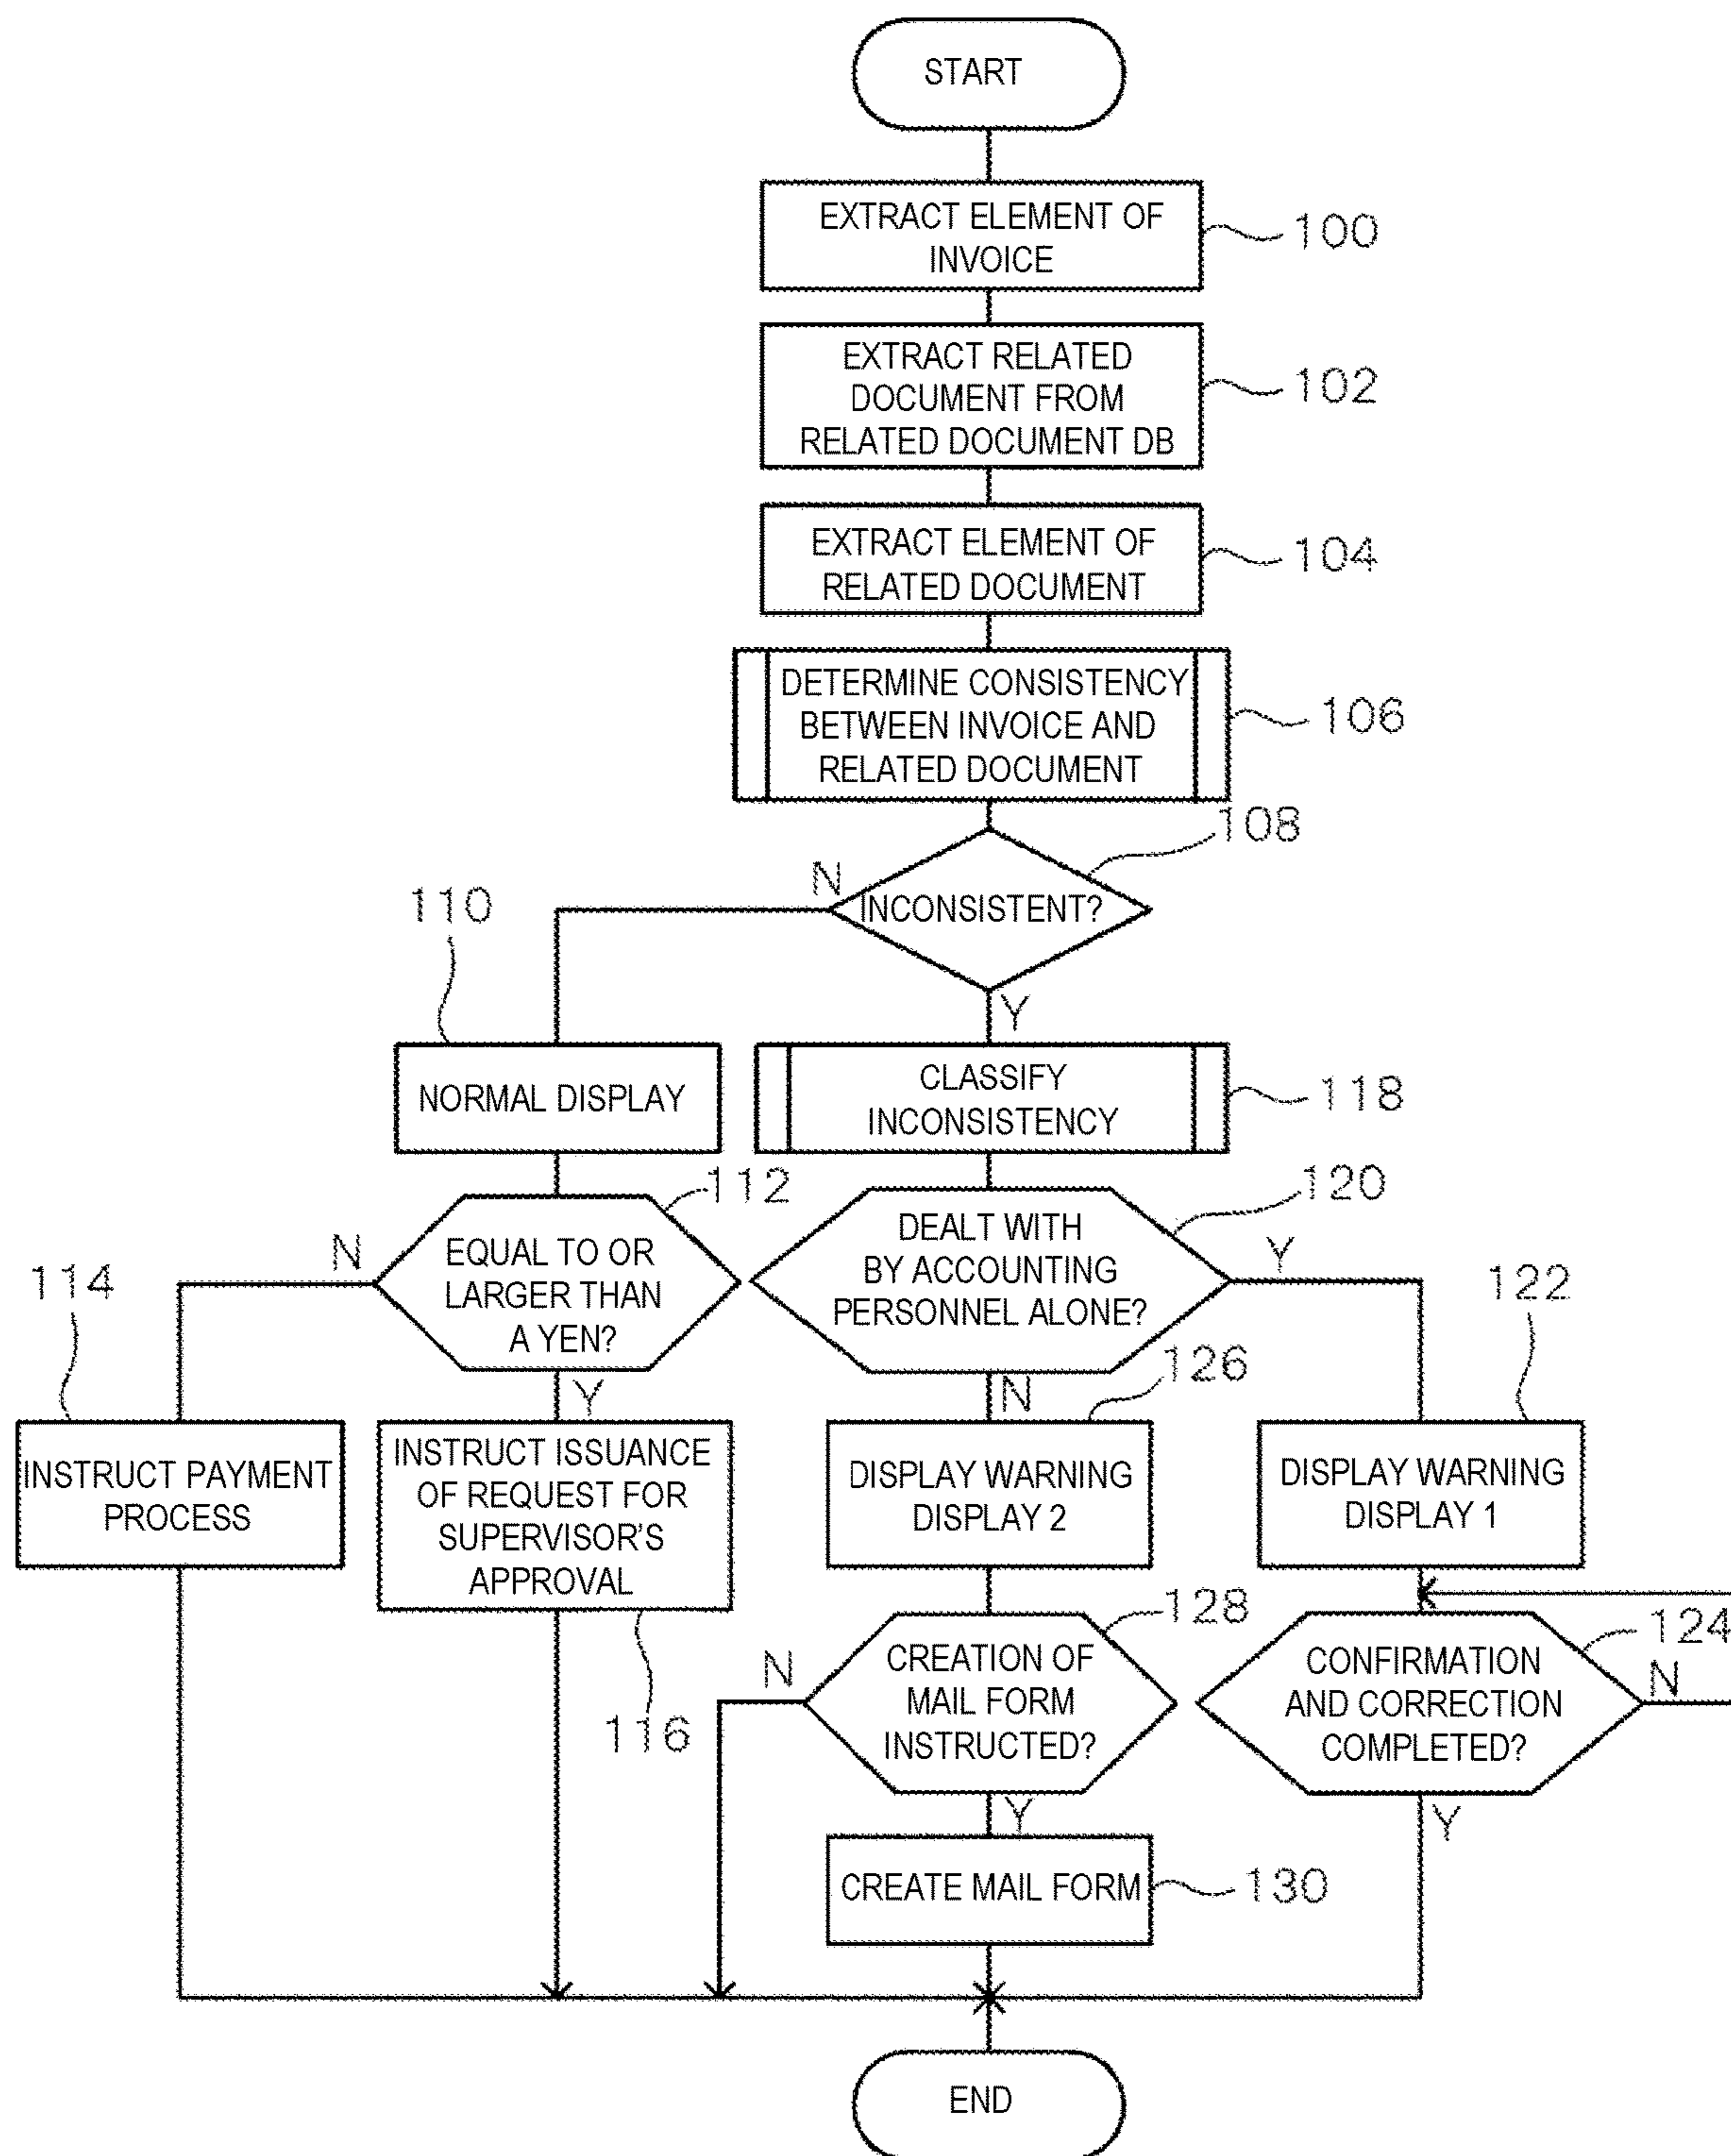 START
EXTRACT ELEMENT OF
INVOICE
100
EXTRACT RELATED
DOCUMENT FROM
RELATED DOCUMENT DB
102
EXTRACT ELEMENT OF
RELATED DOCUMENT
104
DETERMINE CONSISTENCY
BETWEEN INVOICE AND
RELATED DOCUMENT
106
108
INCONSISTENT?
N
Y
110
NORMAL DISPLAY
CLASSIFY
INCONSISTENCY
118
112
EQUAL TO OR
LARGER THAN
A YEN?
N
Y
120
DEALT WITH
BY ACCOUNTING
PERSONNEL ALONE?
Y
N
114
INSTRUCT PAYMENT
PROCESS
INSTRUCT ISSUANCE
OF REQUEST FOR
SUPERVISOR'S
APPROVAL
116
126
DISPLAY WARNING
DISPLAY 2
122
DISPLAY WARNING
DISPLAY 1
128
CREATION OF
MAIL FORM
INSTRUCTED?
N
Y
124
CONFIRMATION
AND CORRECTION
COMPLETED?
N
Y
CREATE MAIL FORM
130
END